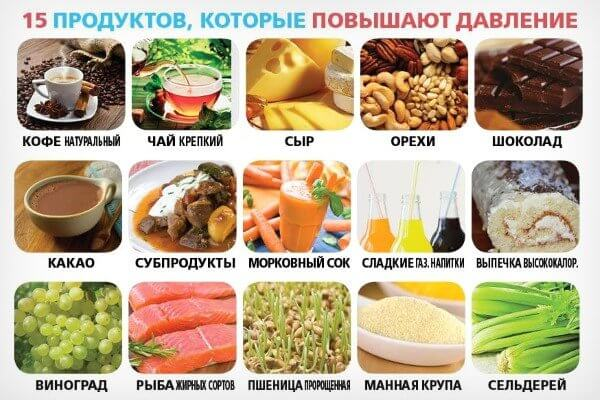 15 ПРОДУКТОВ, КОТОРЫЕ ПОВЫШАЮТ ДАВЛЕНИЕ
КОФЕ НАТУРАЛЬНЫЙ
ЧАЙ КРЕПКИЙ
СЫР
ОРЕХИ
ШОКОЛАД
КАКАО
СУБПРОДУКТЫ
МОРКОВНЫЙ СОК
СЛАДКИЕ ГАЗ. НАПИТКИ
ВЫПЕЧКА ВЫСОКОКАЛОР.
ВИНОГРАД
РЫБА ЖИРНЫХ СОРТОВ
ПШЕНИЦА ПРОРОЩЕННАЯ
МАННАЯ КРУПА
СЕЛЬДЕРЕЙ